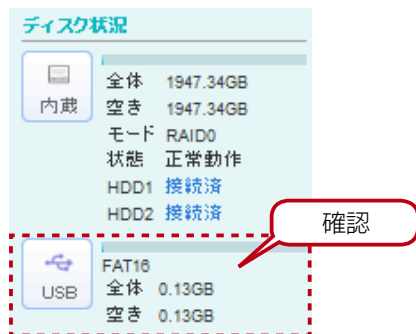 ディスク状況
内蔵
全体 1947.34GB
空き 1947.34GB
モード RAID0
状態 正常動作
HDD1 接続済
HDD2 接続済
確認
USB
FAT16
全体 0.13GB
空き 0.13GB